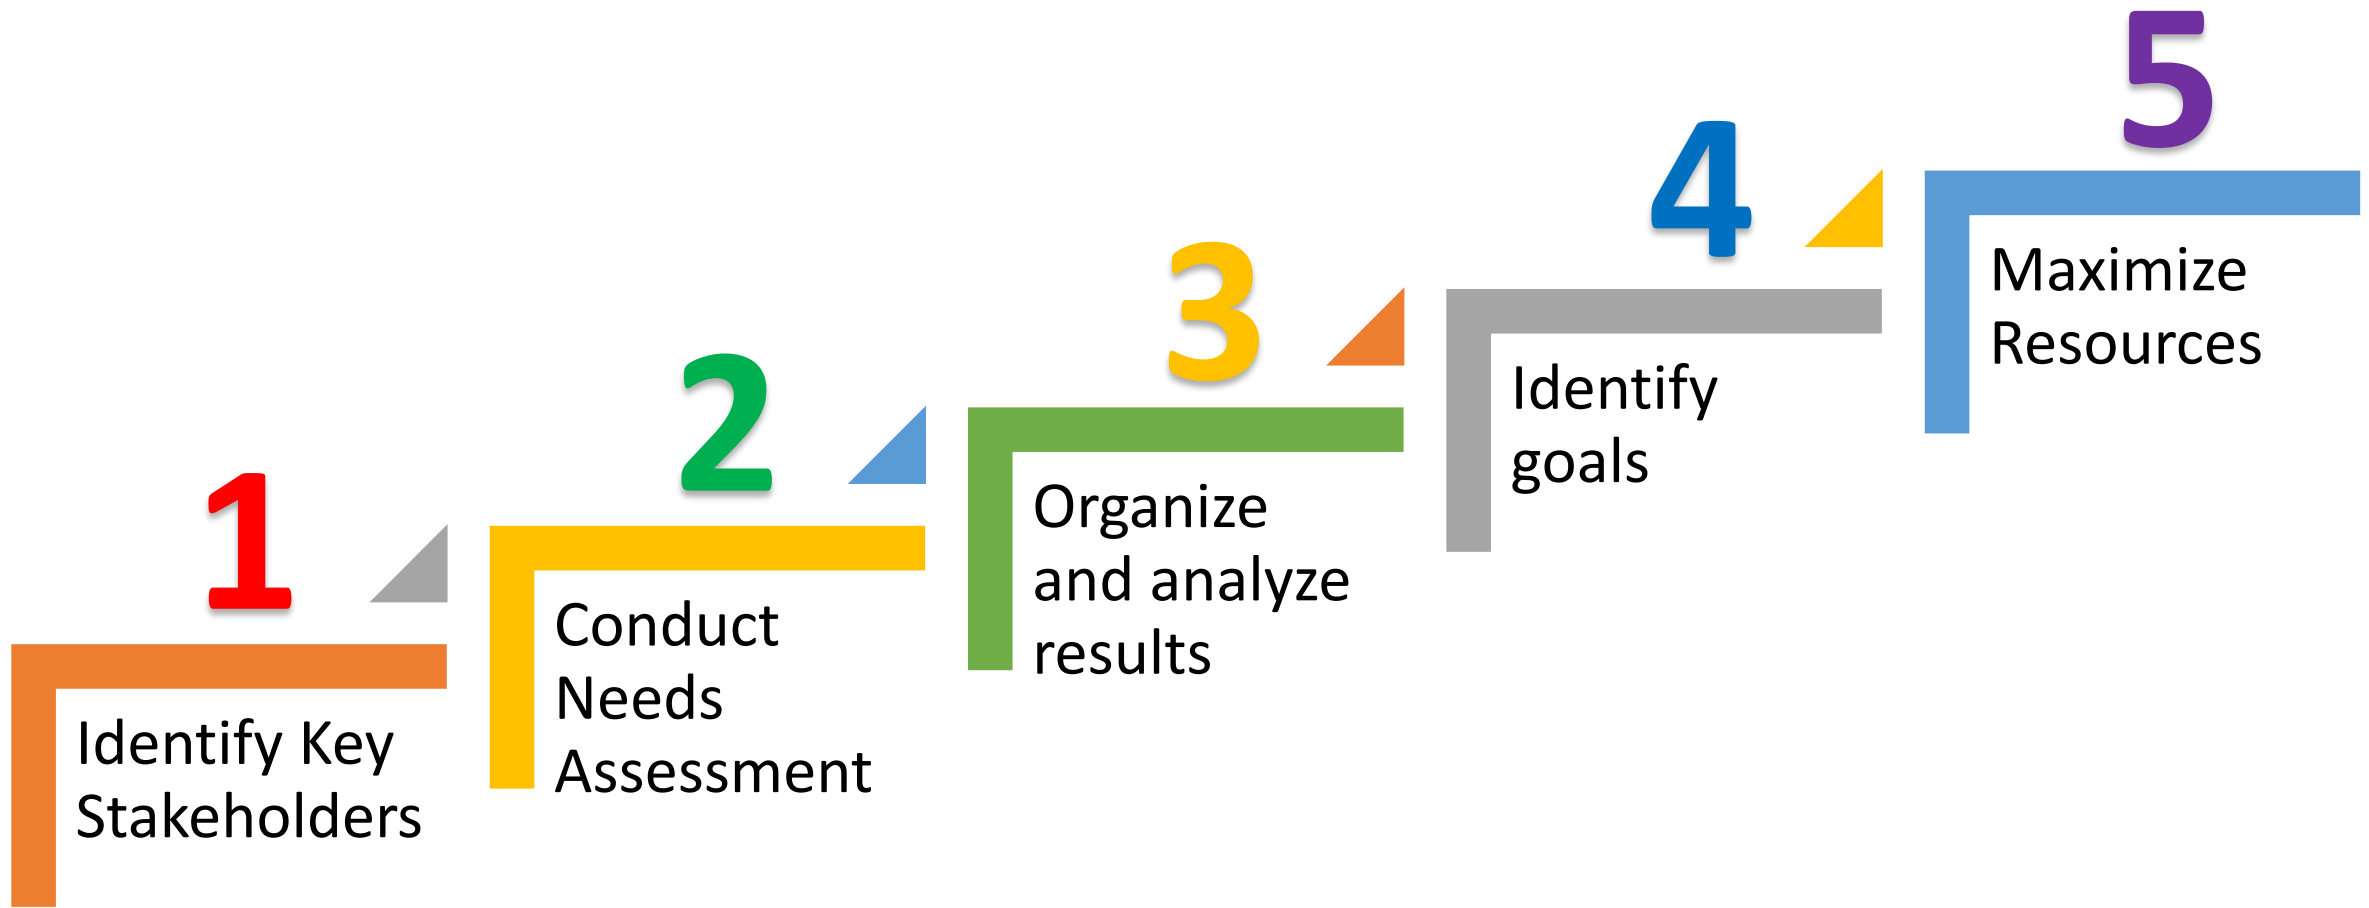 1
Identify Key
Stakeholders
2
Conduct
Needs
Assessment
3
Organize
and analyze
results
4
Identify
goals
5
Maximize
Resources